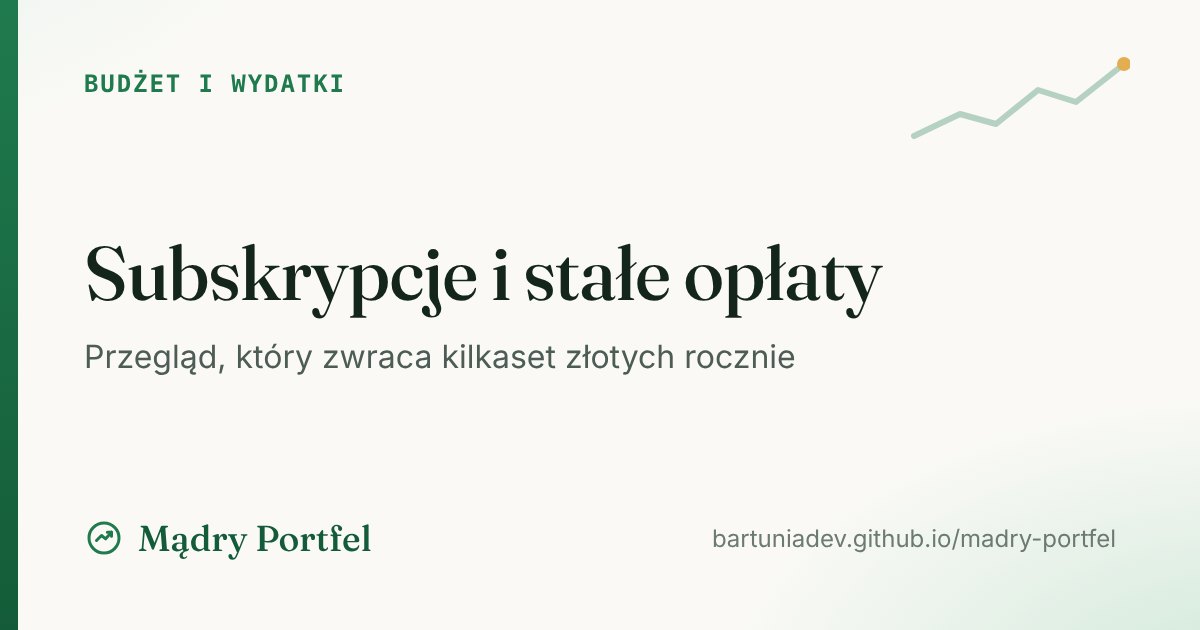 BUDŻET I WYDATKI
Subskrypcje i stałe opłaty
Przegląd, który zwraca kilkaset złotych rocznie
Mądry Portfel
bartuniadev.github.io/madry-portfel